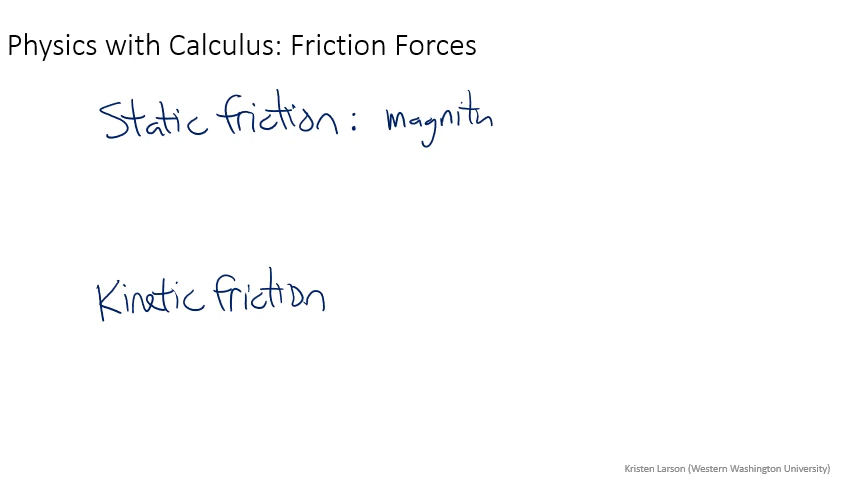 Physics with Calculus: Friction Forces
Static friction: magnitu
Kinetic friction
Kristen Larson (Western Washington University)